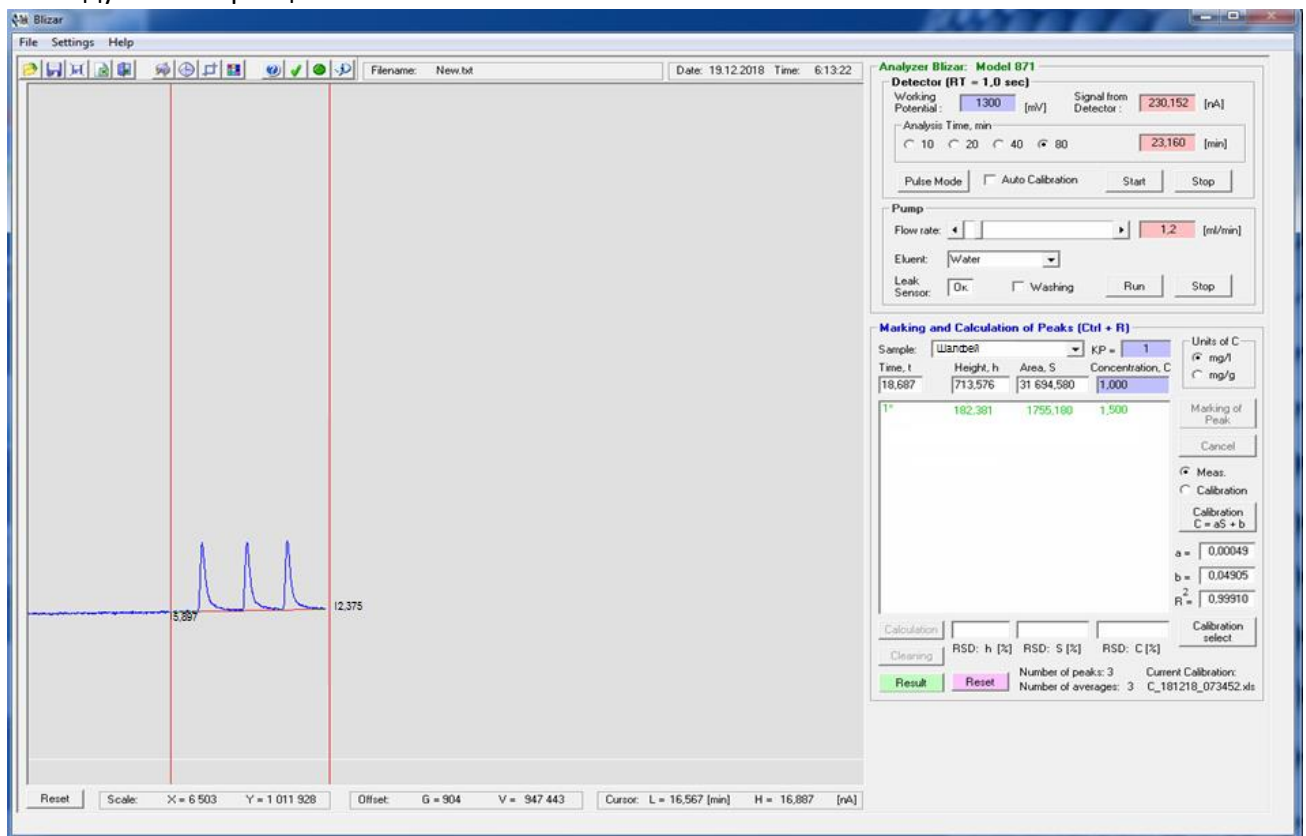 Blizar
File Settings Help
Filename: New.txt Date: 19.12.2018 Time: 6:13:22
5,897
12,375
Reset Scale: X = 6 503 Y = 1 011 928 Offset: G = 904 V = 947 443 Cursor: L = 16,567 [min] H = 16,887 [nA]
Analyzer Blizar: Model 871
Detector (RT = 1,0 sec)
Working Potential : 1300 [mV] Signal from Detector : 230,152 [nA]
Analysis Time, min
10 20 40 80 23,160 [min]
Pulse Mode Auto Calibration Start Stop
Pump
Flow rate: 1,2 [ml/min]
Eluent: Water
Leak Sensor: Ок Washing Run Stop
Marking and Calculation of Peaks (Ctrl + R)
Sample: Шалфей KP = 1 Units of C
mg/l
Time, t Height, h Area, S Concentration, C
mg/g
18,687 713,576 31 694,580 1,000
1* 182,381 1755,180 1,500
Marking of Peak
Cancel
Meas.
Calibration
Calibration
C = aS + b
a = 0,00049
b = 0,04905
R2 = 0,99910
Calibration select
Calculation
Cleaning RSD: h [%] RSD: S [%] RSD: C [%]
Result Reset Number of peaks: 3 Current Calibration:
Number of averages: 3 C_181218_073452.xls